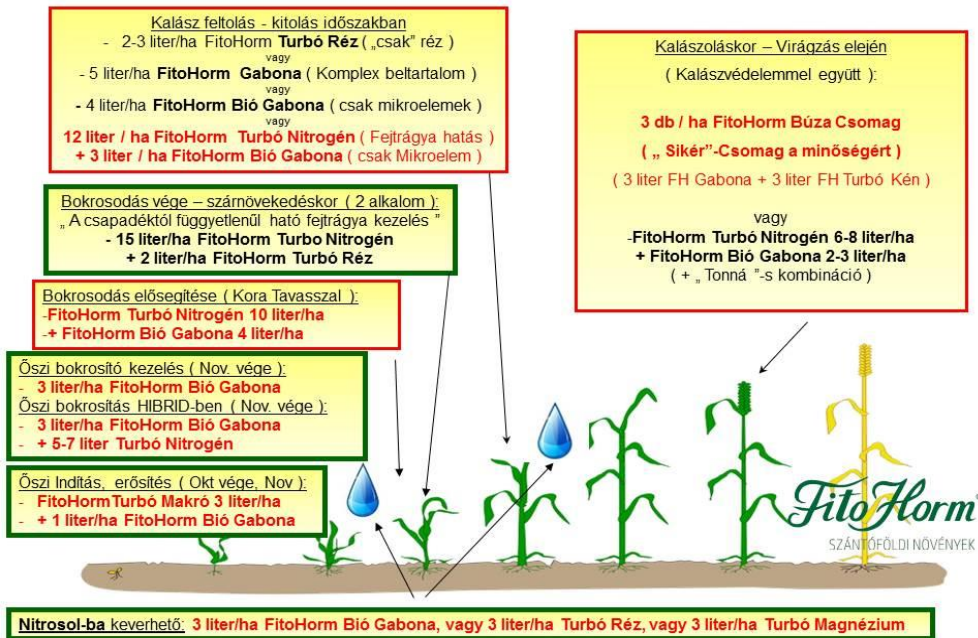 Kalász feltolás - kitolás időszakban
- 2-3 liter/ha FitoHorm Turbó Réz ( „csak” réz )
vagy
- 5 liter/ha FitoHorm Gabona ( Komplex beltartalom )
vagy
- 4 liter/ha FitoHorm Bió Gabona ( csak mikroelemek )
vagy
12 liter / ha FitoHorm Turbó Nitrogén ( Fejtrágya hatás )
+ 3 liter / ha FitoHorm Bió Gabona ( csak Mikroelem )
Bokrosodás vége – szárnövekedéskor ( 2 alkalom ):
„ A csapadéktól függyetlenűl ható fejtrágya kezelés ”
- 15 liter/ha FitoHorm Turbo Nitrogén
+ 2 liter/ha FitoHorm Turbó Réz
Bokrosodás elősegítése ( Kora Tavasszal ):
-FitoHorm Turbó Nitrogén 10 liter/ha
-+ FitoHorm Bió Gabona 4 liter/ha
Őszi bokrosító kezelés ( Nov. vége ):
- 3 liter/ha FitoHorm Bió Gabona
Őszi bokrosítás HIBRID-ben ( Nov. vége ):
- 3 liter/ha FitoHorm Bió Gabona
- + 5-7 liter Turbó Nitrogén
Őszi Indítás, erősítés ( Okt vége, Nov ):
- FitoHorm Turbó Makró 3 liter/ha
- + 1 liter/ha FitoHorm Bió Gabona
Kalászoláskor – Virágzás elején
( Kalászvédelemmel együtt ):
3 db / ha FitoHorm Búza Csomag
( „ Sikér”-Csomag a minőségért )
( 3 liter FH Gabona + 3 liter FH Turbó Kén )
vagy
-FitoHorm Turbó Nitrogén 6-8 liter/ha
+ FitoHorm Bió Gabona 2-3 liter/ha
( + „ Tonná ”-s kombináció )
FitoHorm®
SZÁNTÓFÖLDI NÖVÉNYEK
Nitrosol-ba keverhető: 3 liter/ha FitoHorm Bió Gabona, vagy 3 liter/ha Turbó Réz, vagy 3 liter/ha Turbó Magnézium